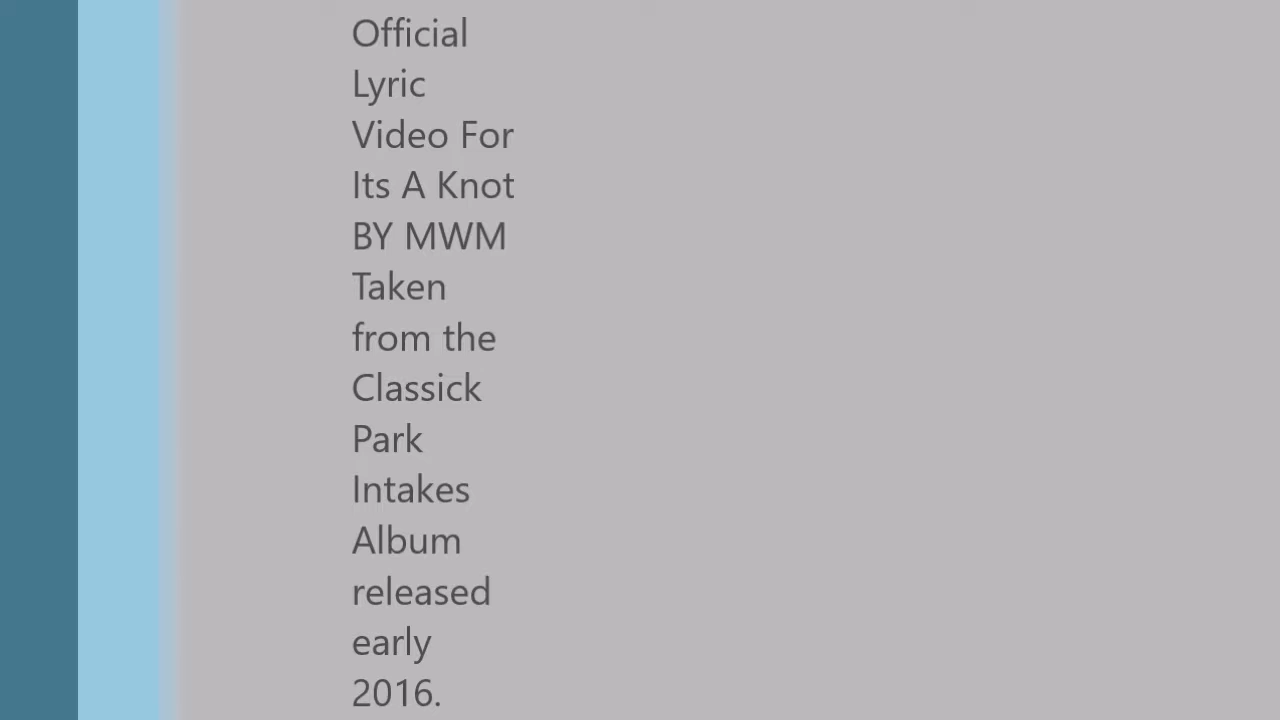 Official
Lyric
Video For
Its A Knot
BY MWM
Taken
from the
Classick
Park
Intakes
Album
released
early
2016.